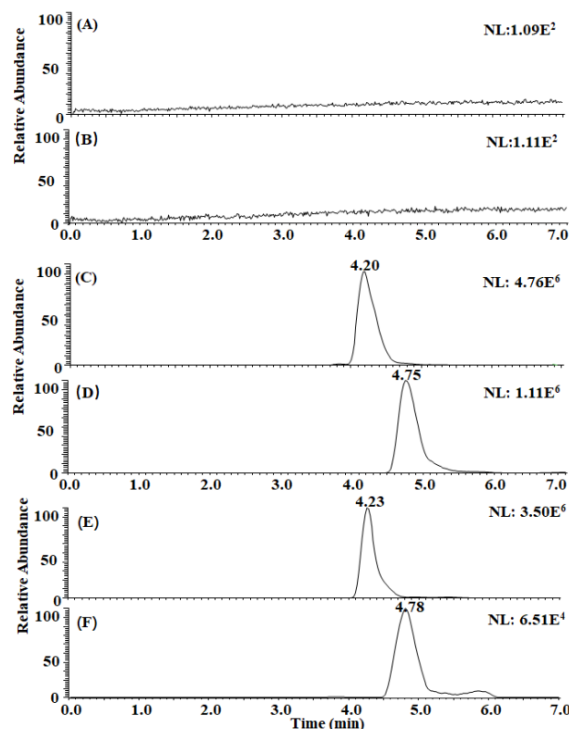 100
(A)
NL:1.09E²
50
0
100
(B)
NL:1.11E²
50
0
Relative Abundance
0.0 1.0 2.0 3.0 4.0 5.0 6.0 7.0
100
(C)
4.20
NL: 4.76E⁶
50
0
100
(D)
4.75
NL: 1.11E⁶
50
0
Relative Abundance
0.0 1.0 2.0 3.0 4.0 5.0 6.0 7.0
100
(E)
4.23
NL: 3.50E⁶
50
0
100
(F)
4.78
NL: 6.51E⁴
50
0
Relative Abundance
0.0 1.0 2.0 3.0 4.0 5.0 6.0 7.0
Time (min)